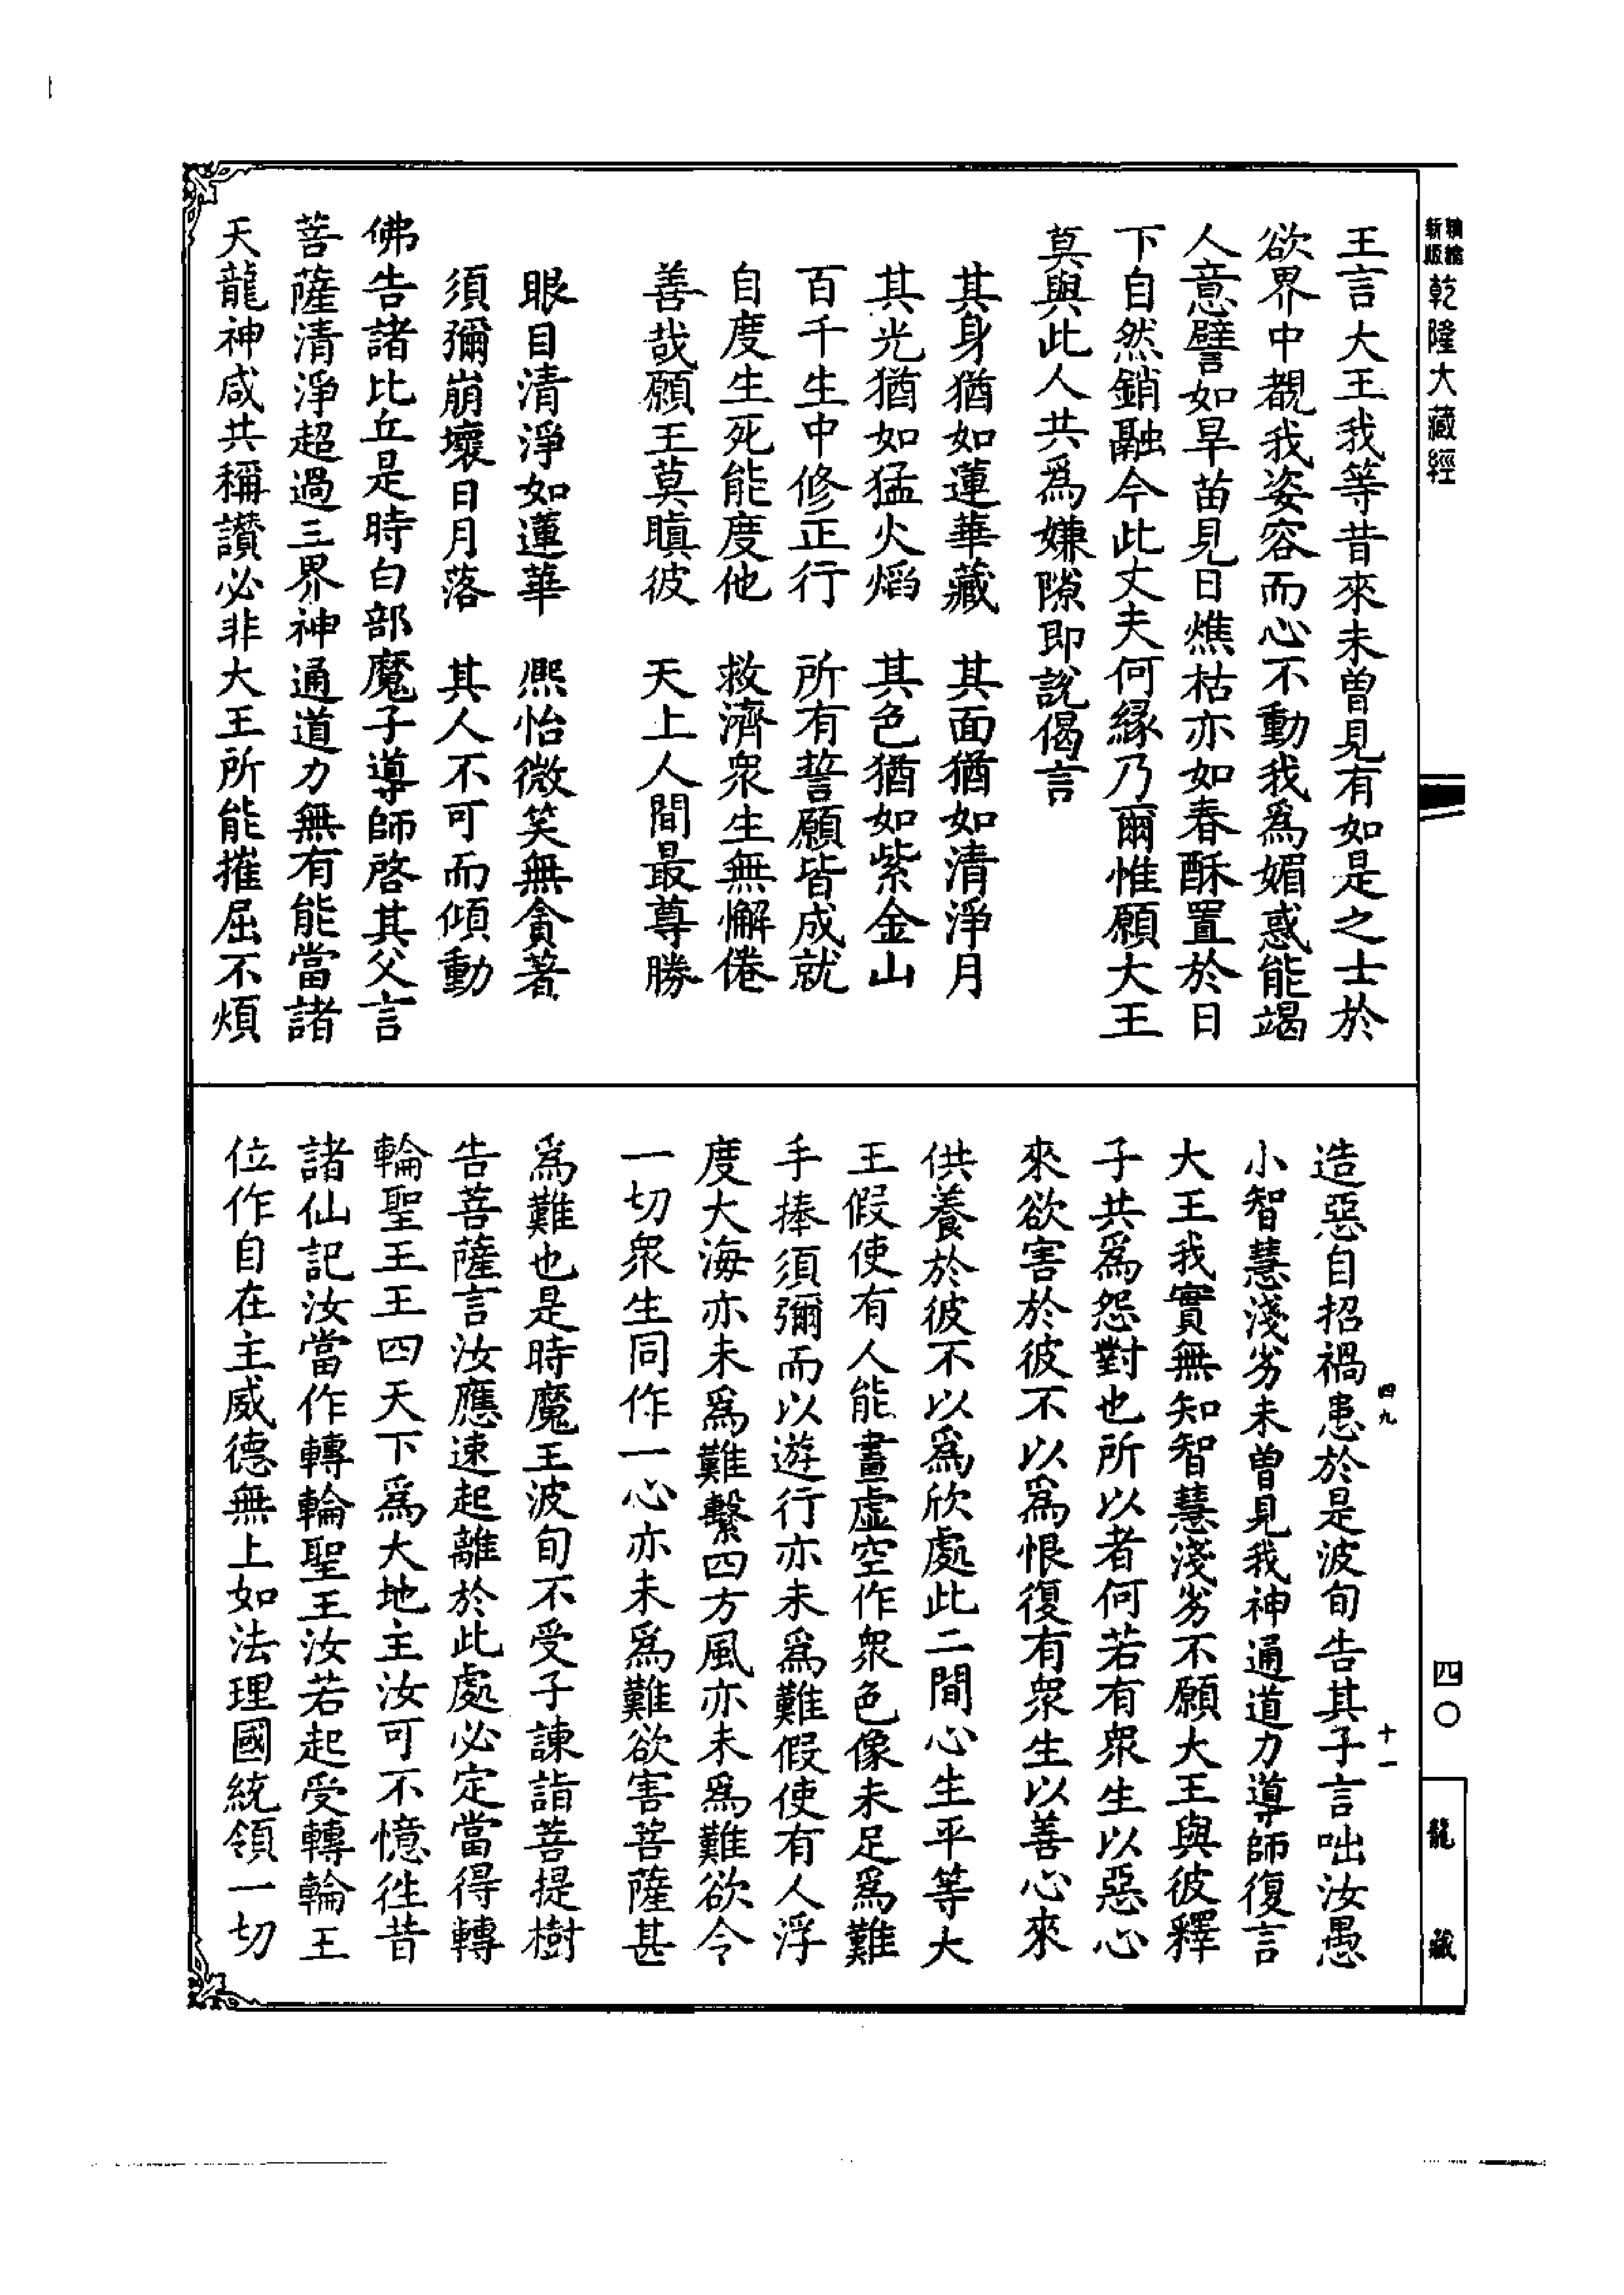 精縮
新版
乾隆大藏經
四〇
龍藏
王言大王我等昔來未曾見有如是之士於
欲界中覩我姿容而心不動我爲媚惑能竭
人意譬如旱苗見日燋枯亦如春酥置於日
下自然銷融今此丈夫何緣乃爾惟願大王
莫與此人共爲嫌隙即說偈言
其身猶如蓮華藏　其面猶如清淨月
其光猶如猛火焰　其色猶如紫金山
百千生中修正行　所有誓願皆成就
自度生死能度他　救濟衆生無懈倦
善哉願王莫瞋彼　天上人間最尊勝
眼目清淨如蓮華　熈怡微笑無貪著
須彌崩壞日月落　其人不可而傾動
佛告諸比丘是時白部魔子導師啓其父言
菩薩清淨超過三界神通道力無有能當諸
天龍神咸共稱讚必非大王所能摧屈不煩
造惡自招禍患於是波旬告其子言咄汝愚
小智慧淺劣未曾見我神通道力導師復言
大王我實無知智慧淺劣不願大王與彼釋
子共爲怨對也所以者何若有衆生以惡心
來欲害於彼不以爲恨復有衆生以善心來
供養於彼不以爲欣處此二間心生平等大
王假使有人能畫虛空作衆色像未足爲難
手捧須彌而以遊行亦未爲難假使有人浮
度大海亦未爲難繫四方風亦未爲難欲令
一切衆生同作一心亦未爲難欲害菩薩甚
爲難也是時魔王波旬不受子諫詣菩提樹
告菩薩言汝應速起離於此處必定當得轉
輪聖王王四天下爲大地主汝可不憶往昔
諸仙記汝當作轉輪聖王汝若起受轉輪王
位作自在主威德無上如法理國統領一切
四九
十一